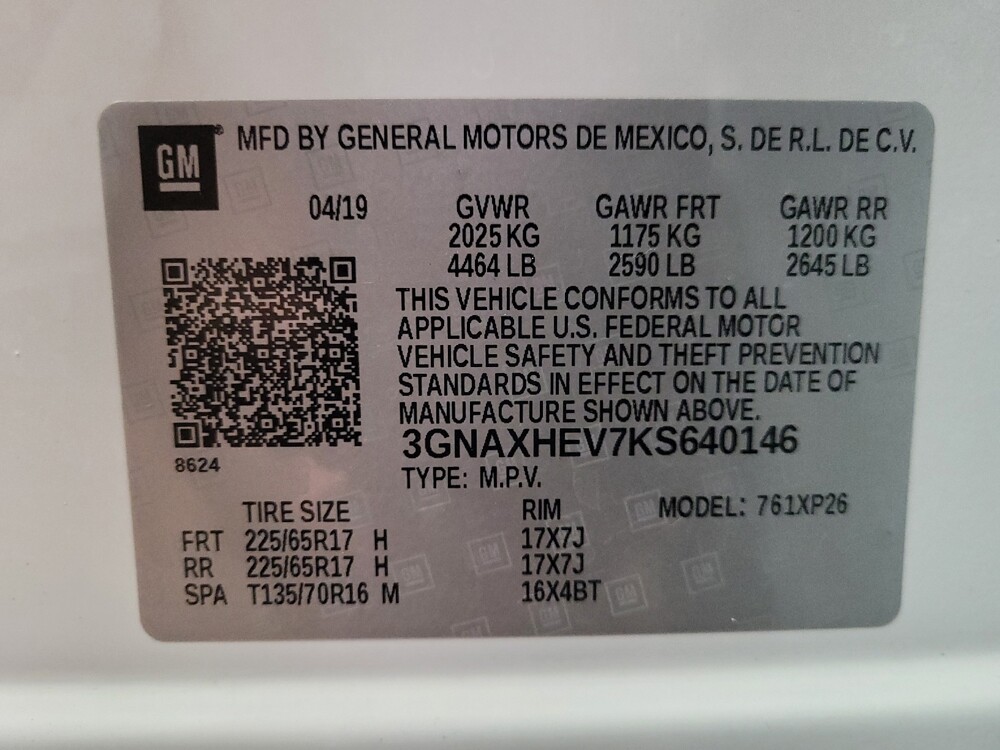 GM® MFD BY GENERAL MOTORS DE MEXICO, S. DE R.L. DE C.V.
04/19 GVWR GAWR FRT GAWR RR
2025 KG 1175 KG 1200 KG
4464 LB 2590 LB 2645 LB
THIS VEHICLE CONFORMS TO ALL
APPLICABLE U.S. FEDERAL MOTOR
VEHICLE SAFETY AND THEFT PREVENTION
STANDARDS IN EFFECT ON THE DATE OF
MANUFACTURE SHOWN ABOVE.
3GNAXHEV7KS640146
8624
TYPE: M.P.V.
TIRE SIZE RIM MODEL: 761XP26
FRT 225/65R17 H 17X7J
RR 225/65R17 H 17X7J
SPA T135/70R16 M 16X4BT